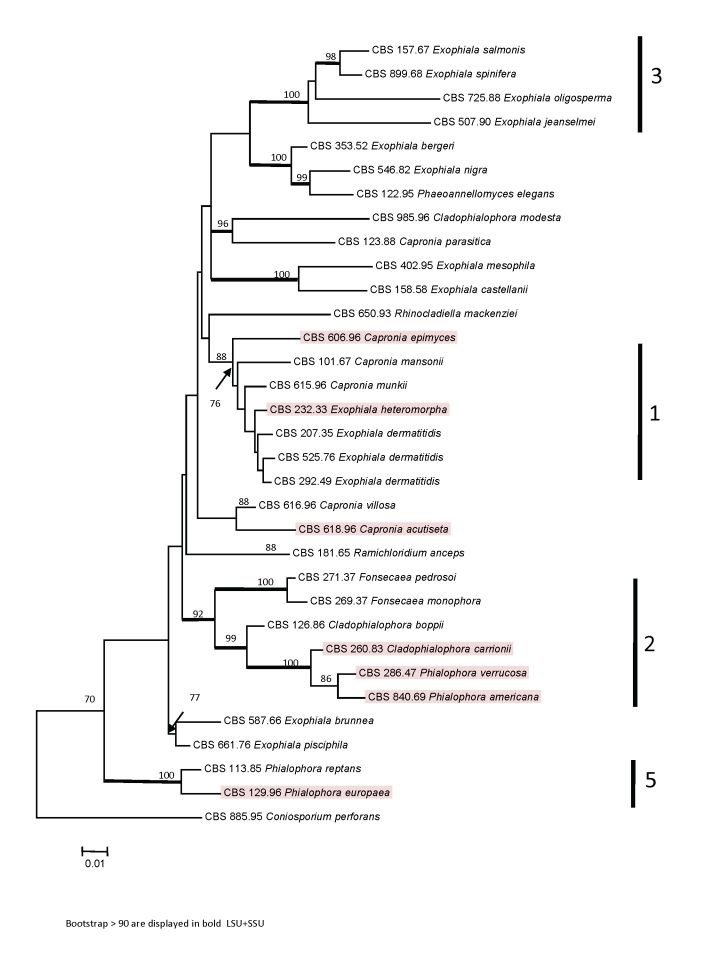 CBS 157.67 Exophiala salmonis
98
CBS 899.68 Exophiala spinifera
3
100
CBS 725.88 Exophiala oligosperma
CBS 507.90 Exophiala jeanselmei
CBS 353.52 Exophiala bergeri
100
CBS 546.82 Exophiala nigra
99
CBS 122.95 Phaeoannellomyces elegans
CBS 985.96 Cladophialophora modesta
96
CBS 123.88 Capronia parasitica
CBS 402.95 Exophiala mesophila
100
CBS 158.58 Exophiala castellanii
CBS 650.93 Rhinocladiella mackenziei
CBS 606.96 Capronia epimyces
88
CBS 101.67 Capronia mansonii
CBS 615.96 Capronia munkii
76
CBS 232.33 Exophiala heteromorpha
1
CBS 207.35 Exophiala dermatitidis
CBS 525.76 Exophiala dermatitidis
CBS 292.49 Exophiala dermatitidis
88
CBS 616.96 Capronia villosa
CBS 618.96 Capronia acutiseta
88
CBS 181.65 Ramichloridium anceps
CBS 271.37 Fonsecaea pedrosoi
100
CBS 269.37 Fonsecaea monophora
92
CBS 126.86 Cladophialophora boppii
99
CBS 260.83 Cladophialophora carrionii
2
100
CBS 286.47 Phialophora verrucosa
86
CBS 840.69 Phialophora americana
70
77
CBS 587.66 Exophiala brunnea
CBS 661.76 Exophiala pisciphila
CBS 113.85 Phialophora reptans
100
5
CBS 129.96 Phialophora europaea
CBS 885.95 Coniosporium perforans
0.01
Bootstrap > 90 are displayed in bold LSU+SSU